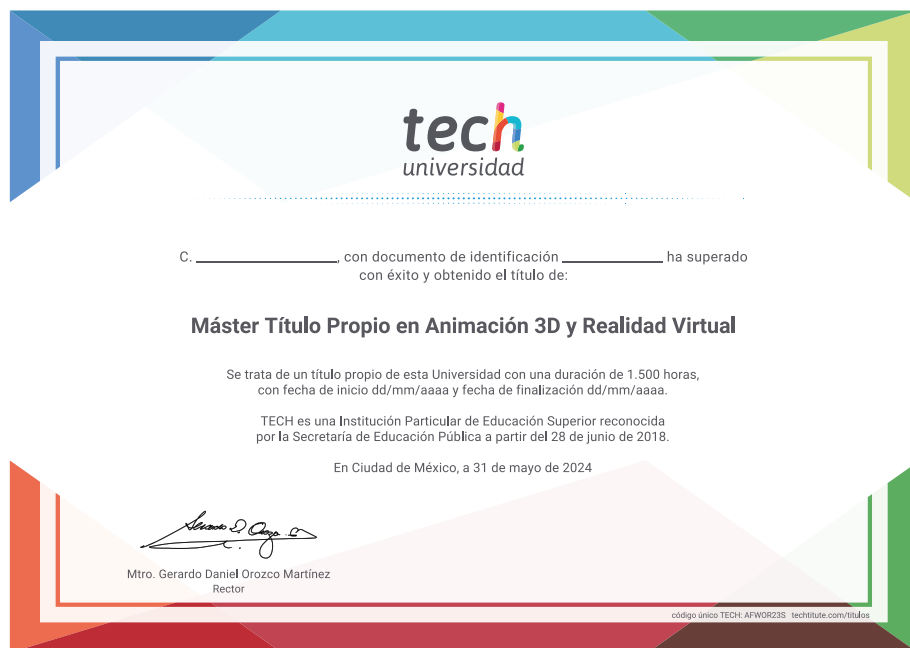 tech
universidad
C. ____________________, con documento de identificación ______________ ha superado
con éxito y obtenido el título de:
Máster Título Propio en Animación 3D y Realidad Virtual
Se trata de un título propio de esta Universidad con una duración de 1.500 horas,
con fecha de inicio dd/mm/aaaa y fecha de finalización dd/mm/aaaa.
TECH es una Institución Particular de Educación Superior reconocida
por la Secretaría de Educación Pública a partir del 28 de junio de 2018.
En Ciudad de México, a 31 de mayo de 2024
Mtro. Gerardo Daniel Orozco Martínez
Rector
código único TECH: AFWOR23S techtitute.com/titulos